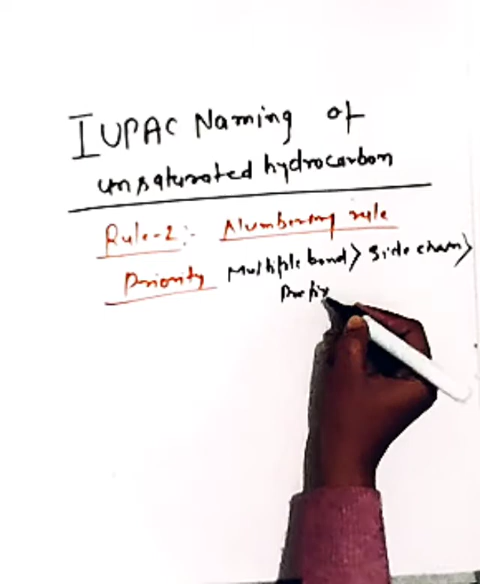 IUPAC Naming of
unsaturated hydrocarbon
Rule-2:- Numbering rule
Priority Multiple bond > Side chain >
Prefix